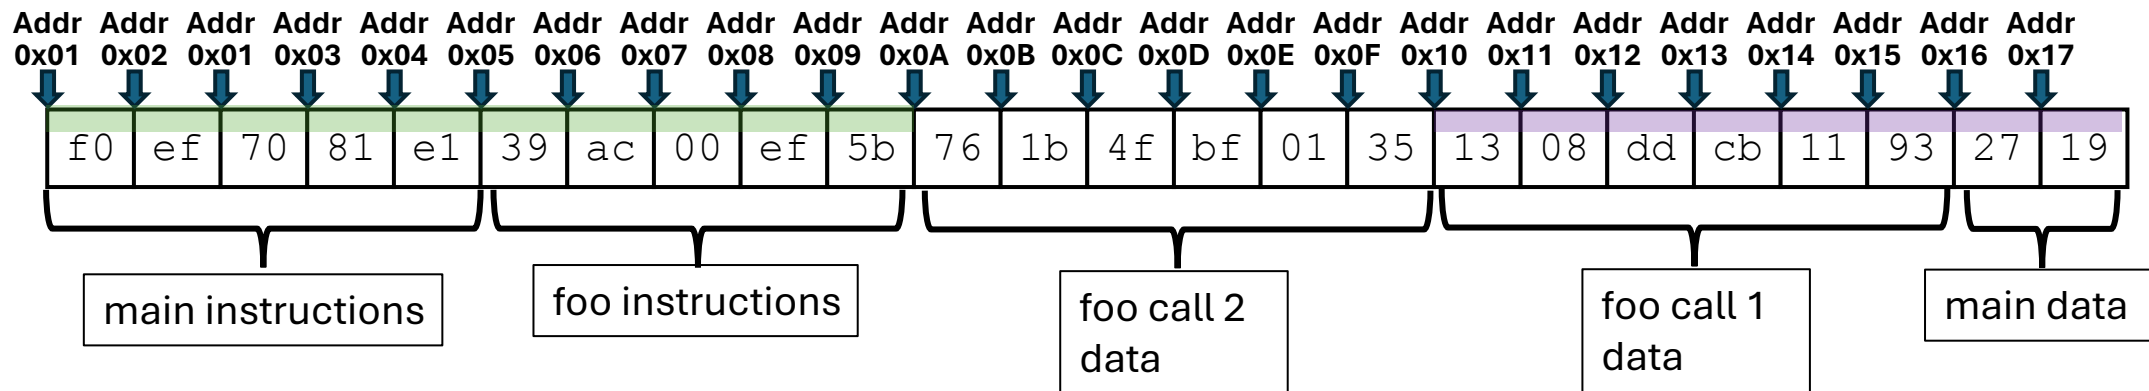 Addr Addr Addr Addr Addr Addr Addr Addr Addr Addr Addr Addr Addr Addr Addr Addr Addr Addr Addr Addr Addr Addr Addr Addr
0x01 0x02 0x01 0x03 0x04 0x05 0x06 0x07 0x08 0x09 0x0A 0x0B 0x0C 0x0D 0x0E 0x0F 0x10 0x11 0x12 0x13 0x14 0x15 0x16 0x17
f0 ef 70 81 e1 39 ac 00 ef 5b 76 1b 4f bf 01 35 13 08 dd cb 11 93 27 19
main instructions
foo instructions
foo call 2
data
foo call 1
data
main data